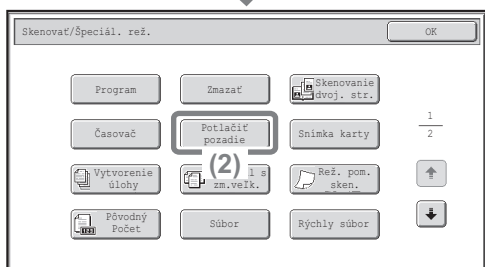 Skenovať/Špeciál. rež.
OK
Program
Zmazať
Skenovanie
dvoj. str.
Časovač
Potlačiť
pozadie
Snimka karty
1
2
Vytvorenie
úlohy
(2)
l s
zm.veľk.
Rež. pom.
sken.
Pôvodný
Počet
Súbor
Rýchly súbor